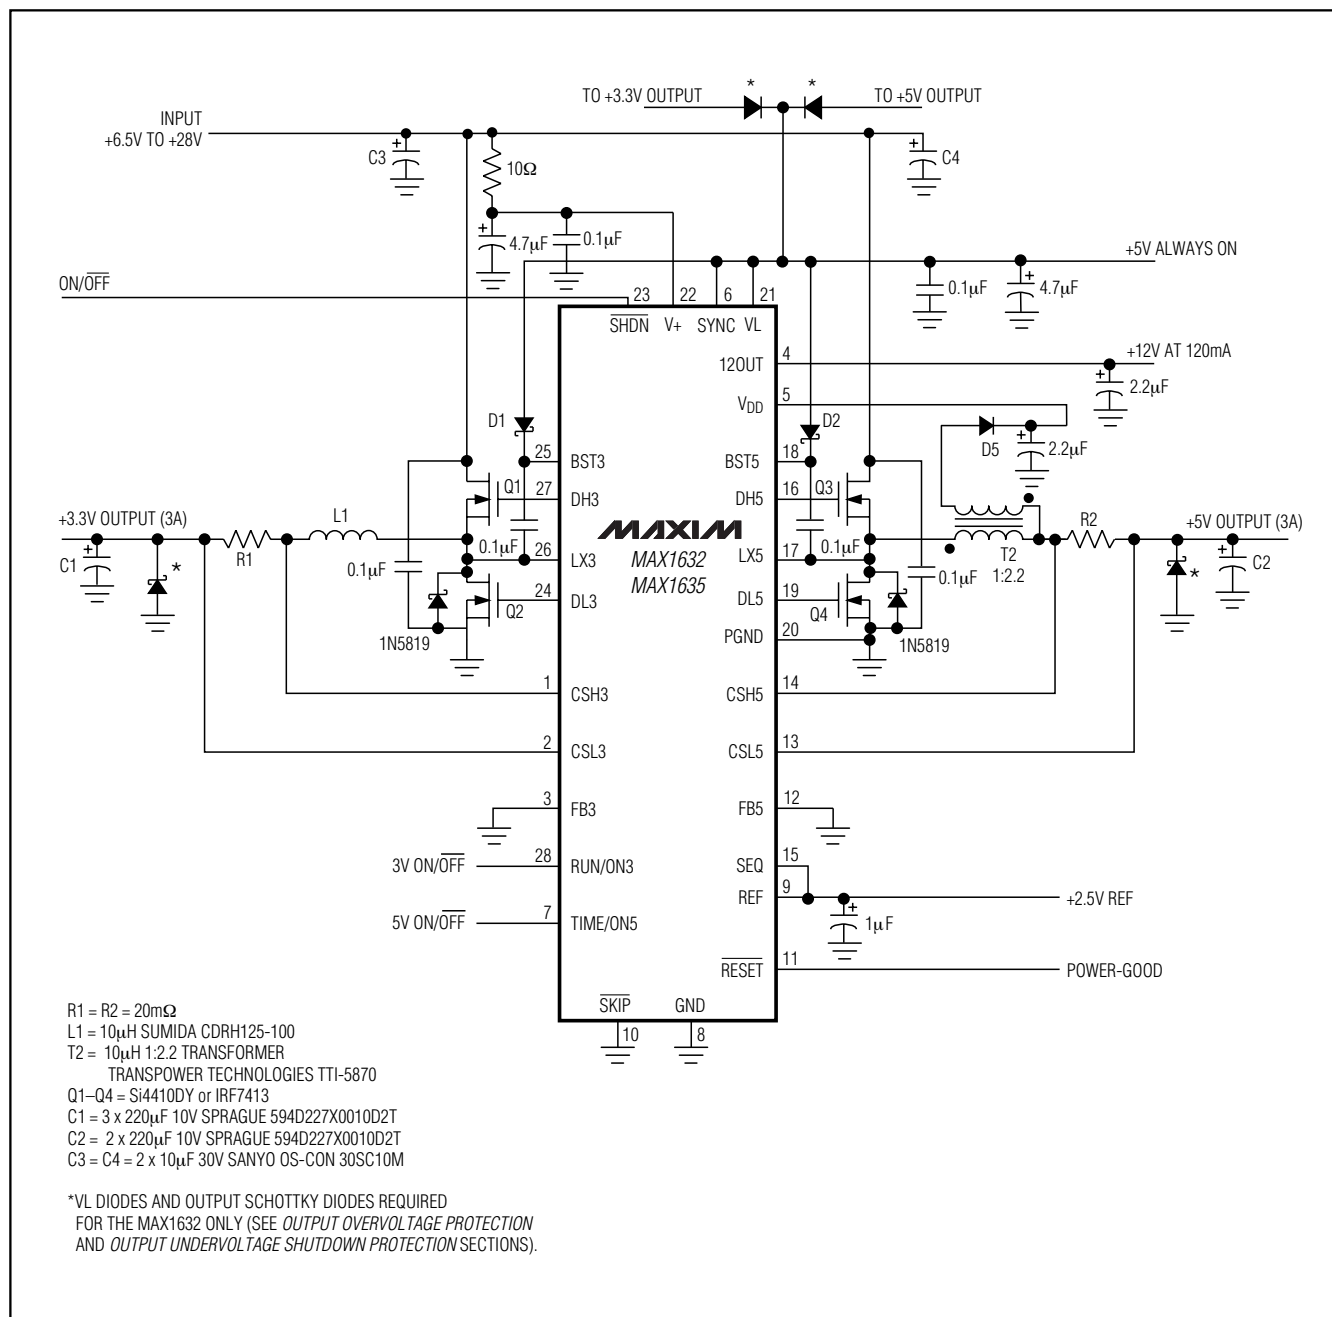 * *
TO +3.3V OUTPUT
TO +5V OUTPUT
INPUT
+6.5V TO +28V
+
C3
10Ω
+
C4
+
4.7µF
0.1µF
+5V ALWAYS ON
0.1µF
+
4.7µF
ON/OFF
23
22
6
21
SHDN
V+
SYNC
VL
12OUT
4
+12V AT 120mA
+
2.2µF
VDD
5
D5
+
2.2µF
D1
D2
25
BST3
BST5
18
Q1
27
DH3
DH5
16
Q3
+3.3V OUTPUT (3A)
+
C1
*
R1
L1
0.1µF
0.1µF
26
LX3
MAXIM
MAX1632
MAX1635
LX5
17
0.1µF
0.1µF
T2
1:2.2
R2
+5V OUTPUT (3A)
*
+
C2
Q2
24
DL3
DL5
19
Q4
1N5819
PGND
20
1N5819
1
CSH3
CSH5
14
2
CSL3
CSL5
13
3
FB3
FB5
12
3V ON/OFF
28
RUN/ON3
SEQ
15
REF
9
+2.5V REF
+
1µF
5V ON/OFF
7
TIME/ON5
RESET
11
POWER-GOOD
SKIP
GND
10
8
R1 = R2 = 20mΩ
L1 = 10µH SUMIDA CDRH125-100
T2 = 10µH 1:2.2 TRANSFORMER
TRANSPOWER TECHNOLOGIES TTI-5870
Q1–Q4 = Si4410DY or IRF7413
C1 = 3 x 220µF 10V SPRAGUE 594D227X0010D2T
C2 = 2 x 220µF 10V SPRAGUE 594D227X0010D2T
C3 = C4 = 2 x 10µF 30V SANYO OS-CON 30SC10M
*VL DIODES AND OUTPUT SCHOTTKY DIODES REQUIRED
FOR THE MAX1632 ONLY (SEE OUTPUT OVERVOLTAGE PROTECTION
AND OUTPUT UNDERVOLTAGE SHUTDOWN PROTECTION SECTIONS).